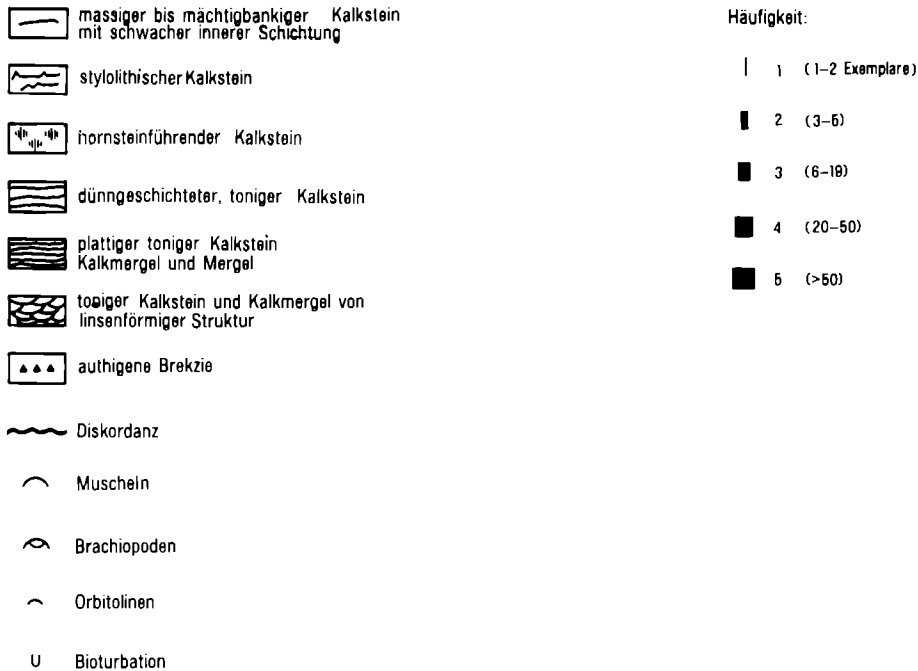 massiger bis mächtigbankiger Kalkstein
mit schwacher innerer Schichtung
stylolithischer Kalkstein
hornsteinführender Kalkstein
dünngeschichteter, toniger Kalkstein
plattiger toniger Kalkstein
Kalkmergel und Mergel
toniger Kalkstein und Kalkmergel von
linsenförmiger Struktur
authigene Brekzie
Diskordanz
Muscheln
Brachiopoden
Orbitolinen
U Bioturbation
Häufigkeit:
1 (1-2 Exemplare)
2 (3-5)
3 (6-19)
4 (20-50)
5 (>50)